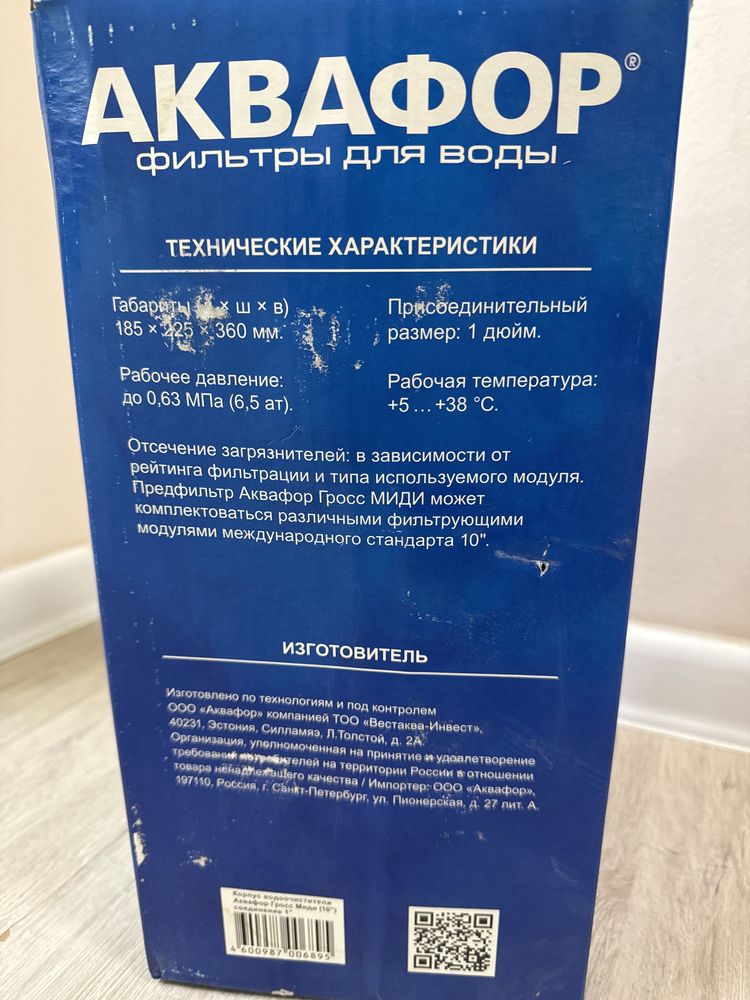 АКВАФОР®
фильтры для воды
ТЕХНИЧЕСКИЕ ХАРАКТЕРИСТИКИ
Габариты × ш × в)
185 × 225 × 360 мм.
Присоединительный
размер: 1 дюйм.
Рабочее давление:
до 0,63 МПа (6,5 ат).
Рабочая температура:
+5 ... +38 °C.
Отсечение загрязнителей: в зависимости от
рейтинга фильтрации и типа используемого модуля.
Предфильтр Аквафор Гросс МИДИ может
комплектоваться различными фильтрующими
модулями международного стандарта 10".
ИЗГОТОВИТЕЛЬ
Изготовлено по технологиям и под контролем
ООО «Аквафор» компанией ТОО «Вестаква-Инвест»,
40231, Эстония, Силламяэ, Л.Толстой, д. 2А.
Организация, уполномоченная на принятие и удовлетворение
требований потребителей на территории России в отношении
товара ненадлежащего качества / Импортер: ООО «Аквафор»,
197110, Россия, г. Санкт-Петербург, ул. Пионерская, д. 27 лит. А.
Корпус водоочистителя
Аквафор Гросс Миди (10")
соединение 1"
4 600987 006895